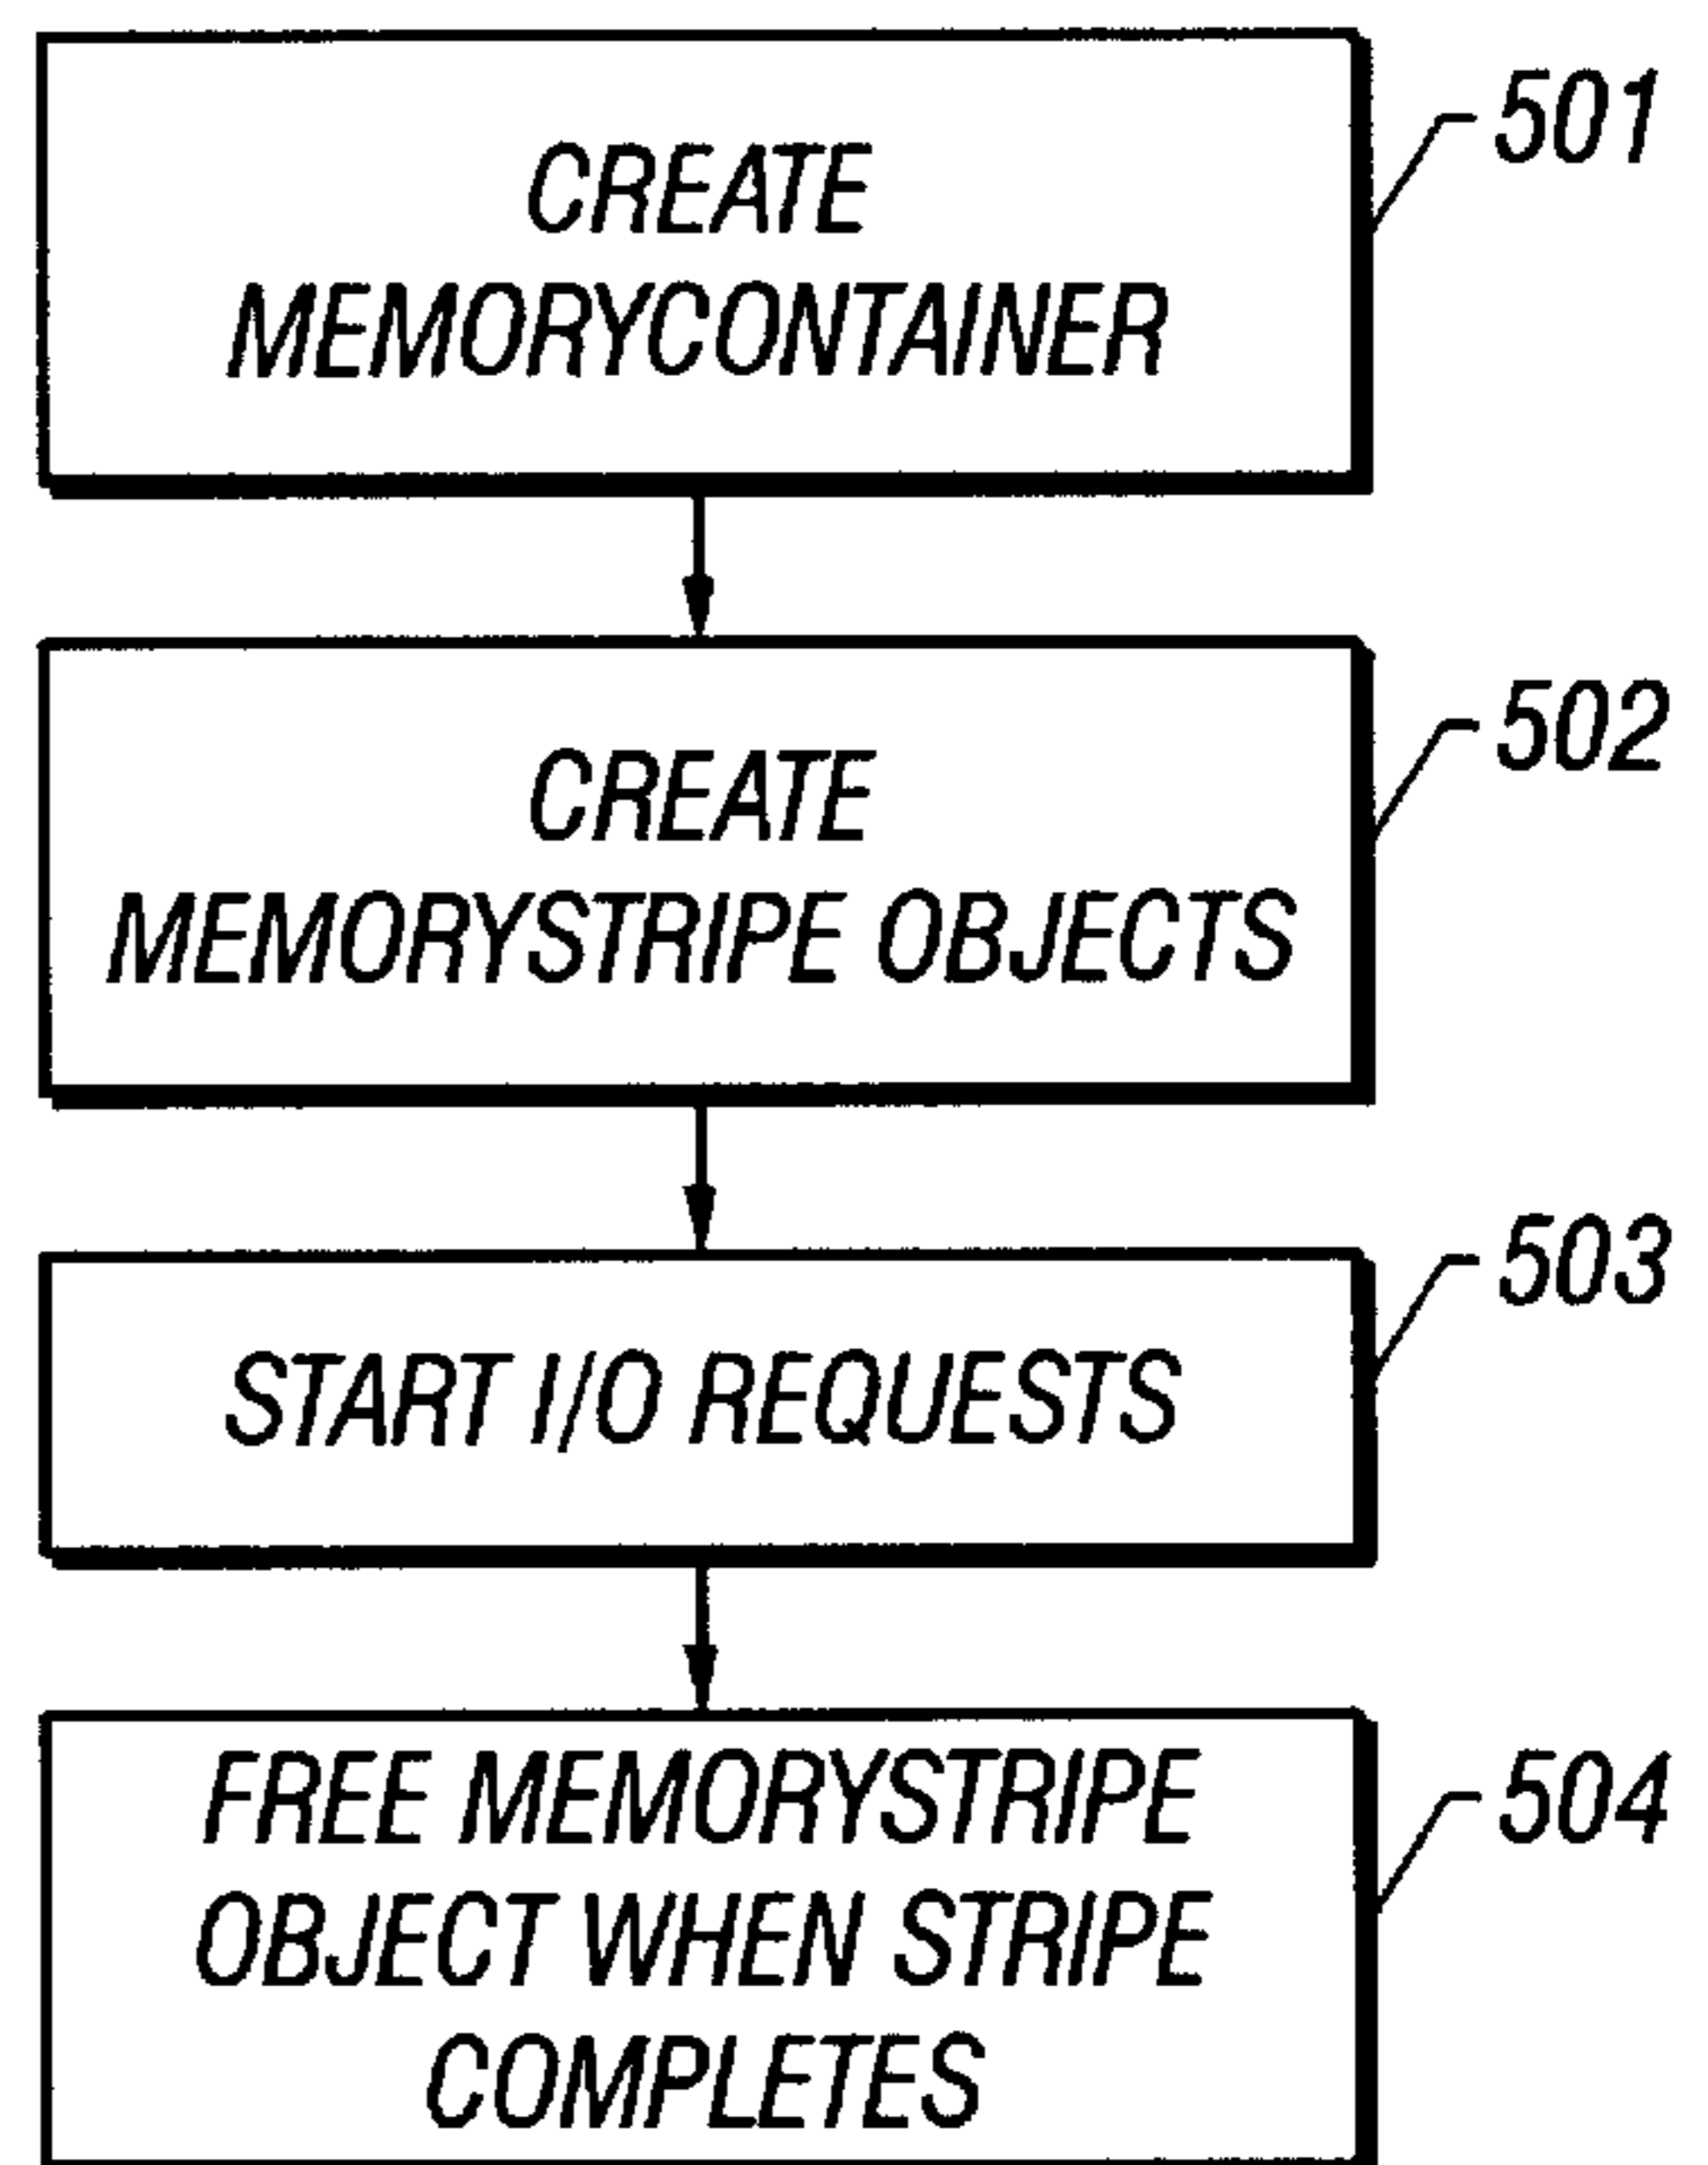 CREATE
MEMORYCONTAINER
501
CREATE
MEMORYSTRIPE OBJECTS
502
START I/O REQUESTS
503
FREE MEMORYSTRIPE
OBJECT WHEN STRIPE
COMPLETES
504